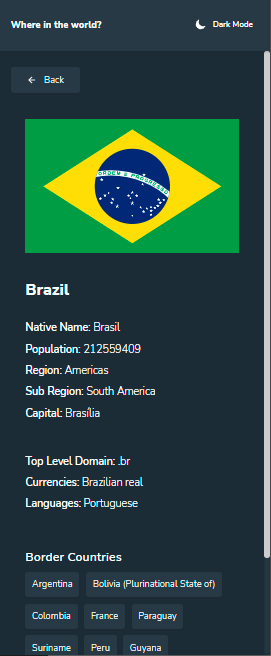 Where in the world? Dark Mode
Back
ORDEM E PROGRESSO
Brazil
Native Name: Brasil
Population: 212559409
Region: Americas
Sub Region: South America
Capital: Brasília
Top Level Domain: .br
Currencies: Brazilian real
Languages: Portuguese
Border Countries
Argentina Bolivia (Plurinational State of)
Colombia France Paraguay
Suriname Peru Guyana